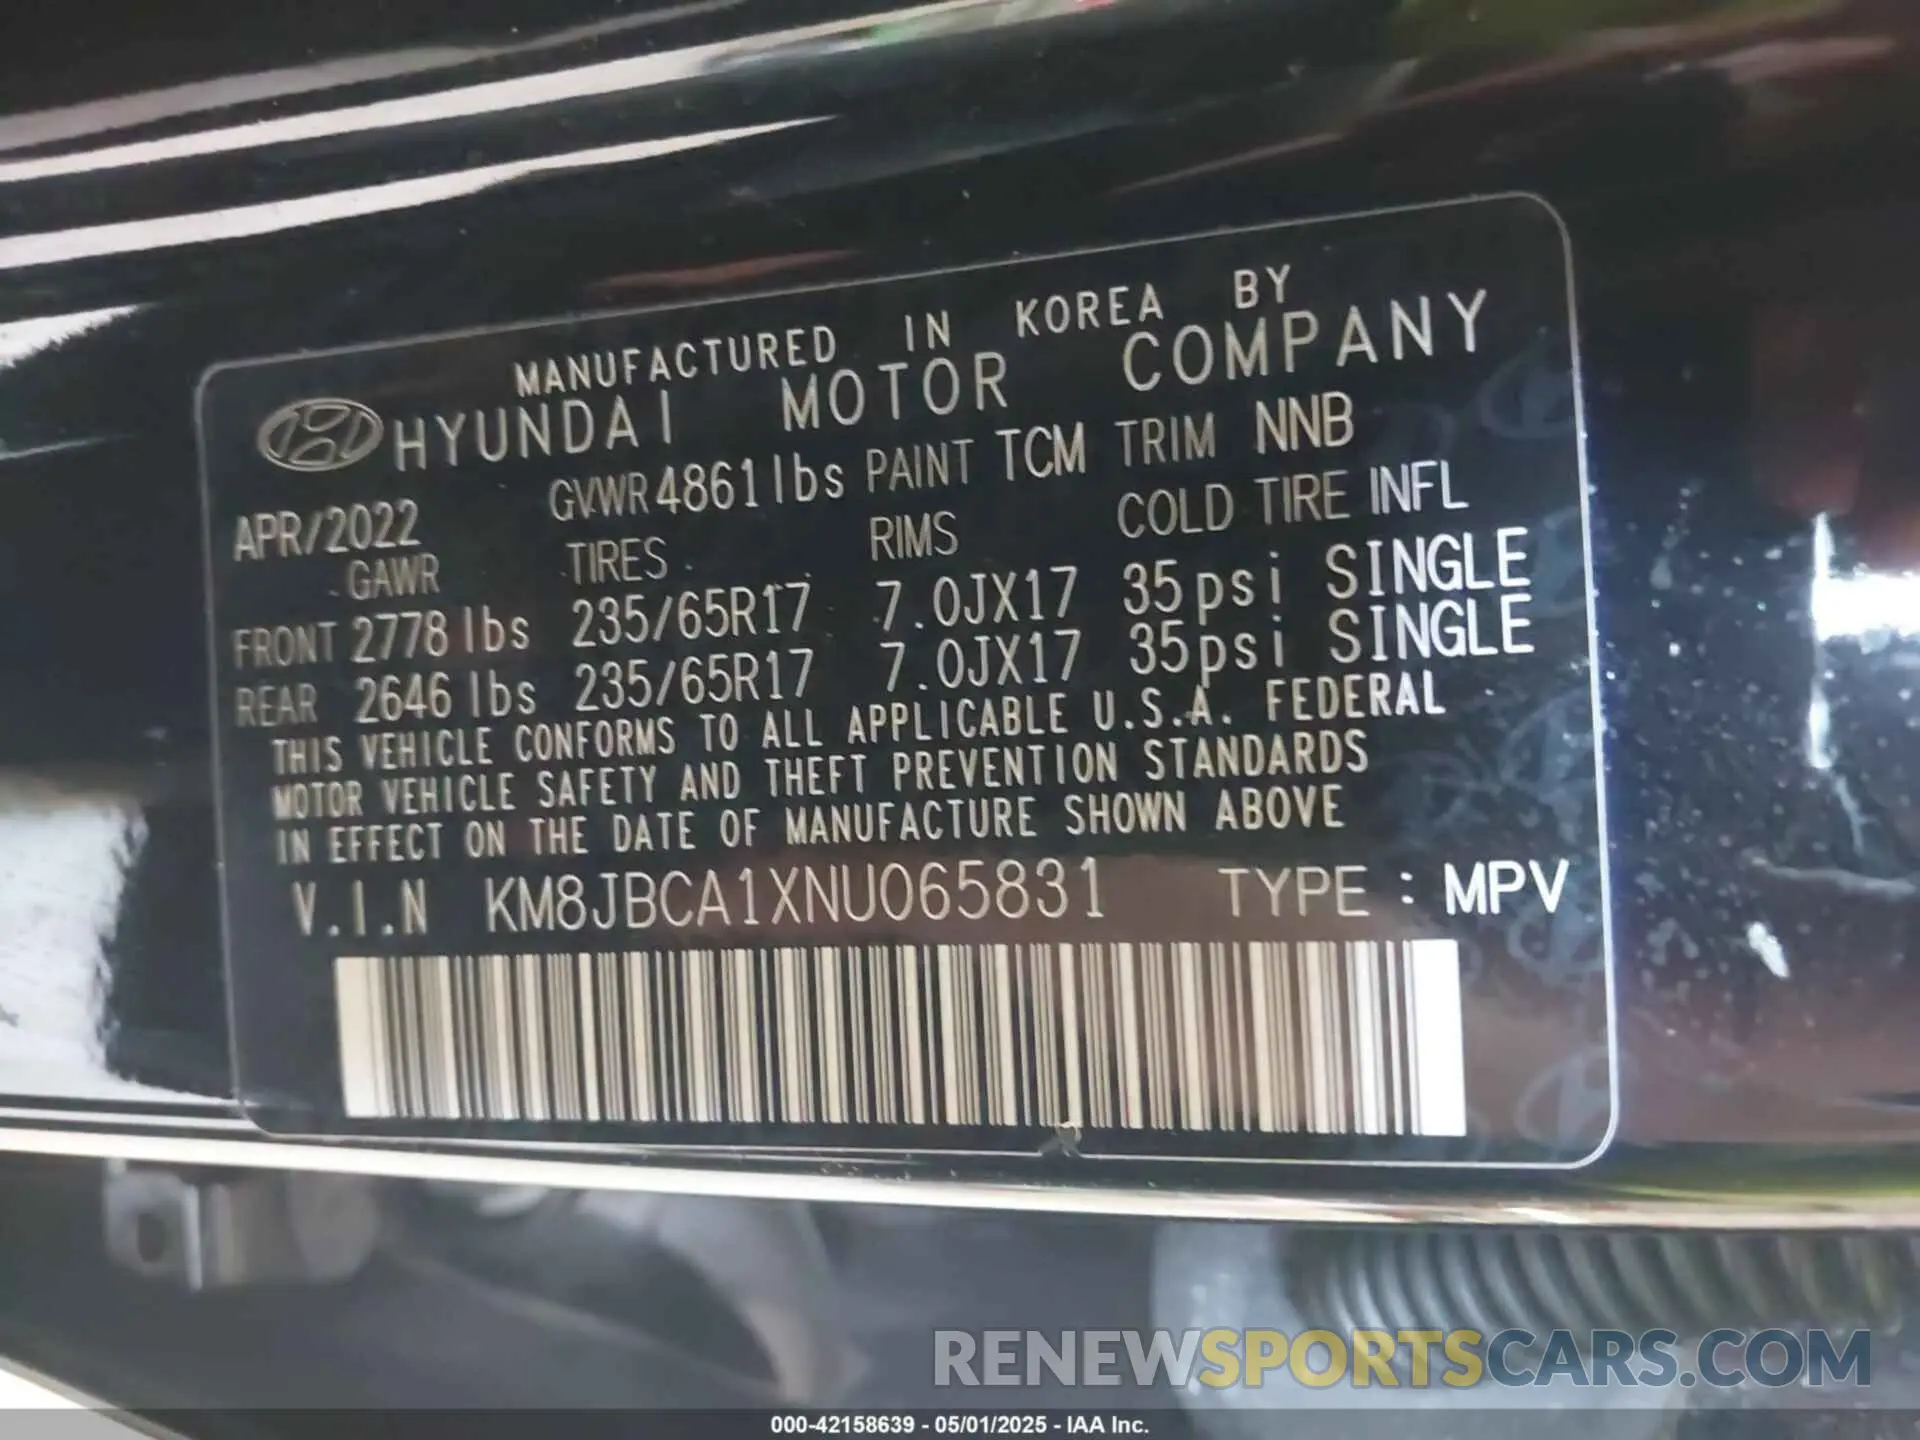 MANUFACTURED IN KOREA BY
HYUNDAI MOTOR COMPANY
APR/2022 GVWR 4861 lbs PAINT TCM TRIM NNB
GAWR TIRES RIMS COLD TIRE INFL
FRONT 2778 lbs 235/65R17 7.0JX17 35psi SINGLE
REAR 2646 lbs 235/65R17 7.0JX17 35psi SINGLE
THIS VEHICLE CONFORMS TO ALL APPLICABLE U.S.A. FEDERAL
MOTOR VEHICLE SAFETY AND THEFT PREVENTION STANDARDS
IN EFFECT ON THE DATE OF MANUFACTURE SHOWN ABOVE
V.I.N KM8JBCA1XNU065831 TYPE : MPV
RENEWSPORTSCARS.COM
000-42158639 - 05/01/2025 - IAA Inc.